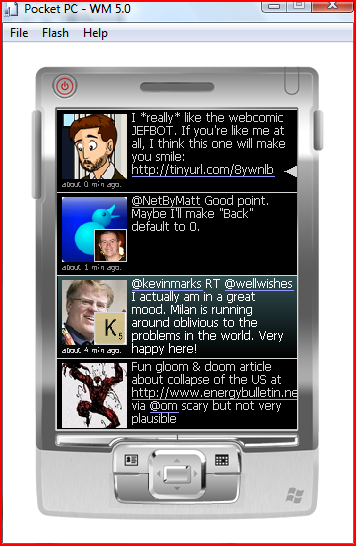 Pocket PC - WM 5.0
File Flash Help
I *really* like the webcomic
JEFBOT. If you're like me at
all, I think this one will make
you smile:
http://tinyurl.com/8ywnlb
about 0 min ago.
@NetByMatt Good point.
Maybe I'll make "Back"
default to 0.
about 1 min ago.
@kevinmarks RT @wellwishes
I actually am in a great
mood. Milan is running
around oblivious to the
problems in the world. Very
happy here!
K5
about 4 min ago.
Fun gloom & doom article
about collapse of the US at
http://www.energybulletin.ne
via @om scary but not very
plausible